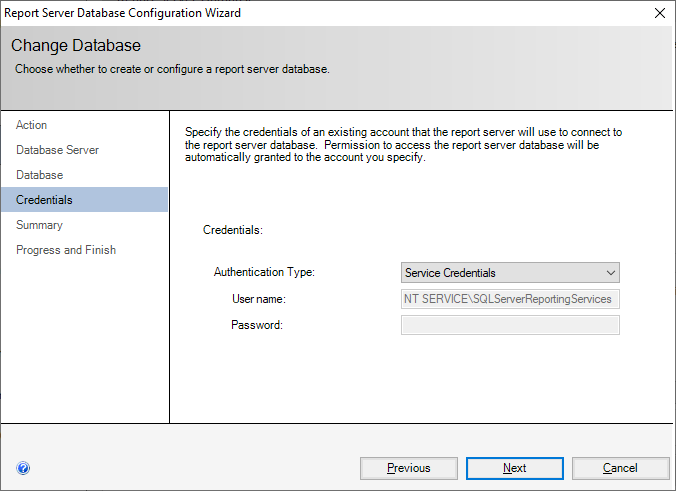 Report Server Database Configuration Wizard
Change Database
Choose whether to create or configure a report server database.
Action
Database Server
Database
Credentials
Summary
Progress and Finish
Specify the credentials of an existing account that the report server will use to connect to
the report server database.  Permission to access the report server database will be
automatically granted to the account you specify.
Credentials:
Authentication Type:
Service Credentials
User name:
NT SERVICE\SQLServerReportingServices
Password:
Previous
Next
Cancel